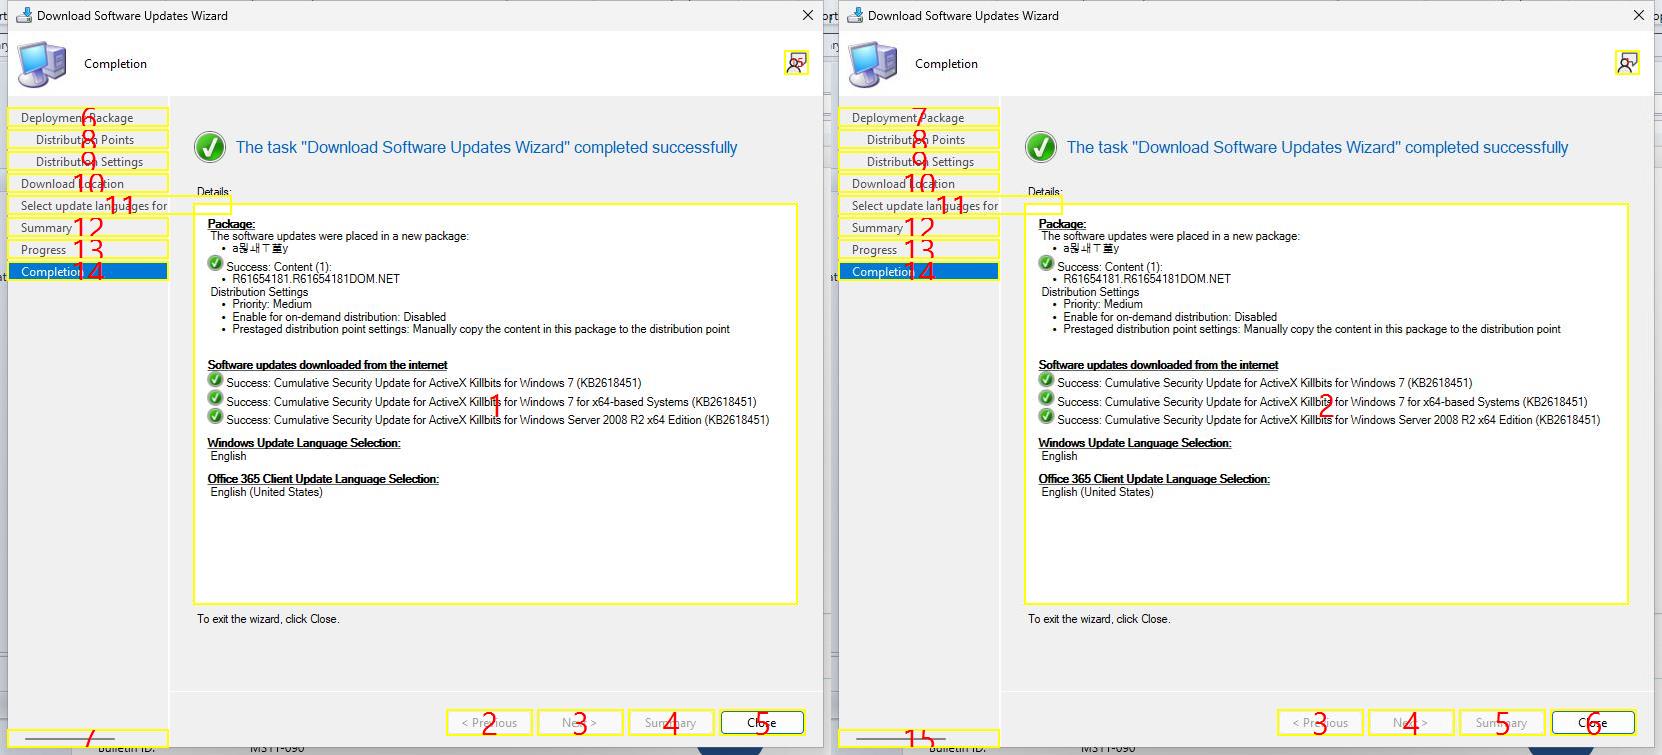 Download Software Updates Wizard
Completion
Deployment Package
Distribution Points
Distribution Settings
Download Location
Select update languages for
Summary
Progress
Completion
The task "Download Software Updates Wizard" completed successfully
Details:
Package:
The software updates were placed in a new package:
Success: Content (1):
• R61654181.R61654181DOM.NET
Distribution Settings
• Priority: Medium
• Enable for on-demand distribution: Disabled
• Prestaged distribution point settings: Manually copy the content in this package to the distribution point
Software updates downloaded from the internet
Success: Cumulative Security Update for ActiveX Killbits for Windows 7 (KB2618451)
Success: Cumulative Security Update for ActiveX Killbits for Windows 7 for x64-based Systems (KB2618451)
Success: Cumulative Security Update for ActiveX Killbits for Windows Server 2008 R2 x64 Edition (KB2618451)
Windows Update Language Selection:
English
Office 365 Client Update Language Selection:
English (United States)
To exit the wizard, click Close.
< Previous
Next >
Summary
Close
6
8
9
10
11
12
13
14
1
2
3
4
5
7
Bulletin ID:
MS11-090
Download Software Updates Wizard
Completion
Deployment Package
Distribution Points
Distribution Settings
Download Location
Select update languages for
Summary
Progress
Completion
The task "Download Software Updates Wizard" completed successfully
Details:
Package:
The software updates were placed in a new package:
Success: Content (1):
• R61654181.R61654181DOM.NET
Distribution Settings
• Priority: Medium
• Enable for on-demand distribution: Disabled
• Prestaged distribution point settings: Manually copy the content in this package to the distribution point
Software updates downloaded from the internet
Success: Cumulative Security Update for ActiveX Killbits for Windows 7 (KB2618451)
Success: Cumulative Security Update for ActiveX Killbits for Windows 7 for x64-based Systems (KB2618451)
Success: Cumulative Security Update for ActiveX Killbits for Windows Server 2008 R2 x64 Edition (KB2618451)
Windows Update Language Selection:
English
Office 365 Client Update Language Selection:
English (United States)
To exit the wizard, click Close.
< Previous
Next >
Summary
Close
7
8
9
10
11
12
13
14
2
3
4
5
6
15
Bulletin ID:
MS11-090